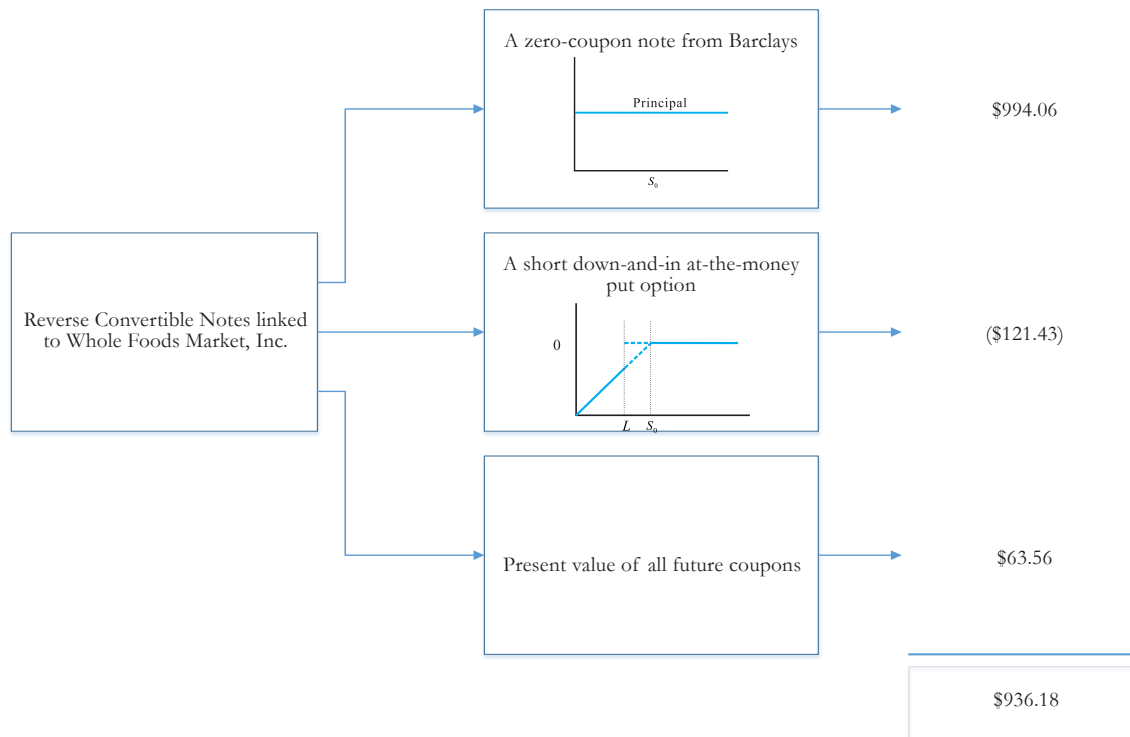 A zero-coupon note from Barclays
Principal
S₀
$994.06
Reverse Convertible Notes linked
to Whole Foods Market, Inc.
A short down-and-in at-the-money
put option
0
L S₀
($121.43)
Present value of all future coupons
$63.56
$936.18